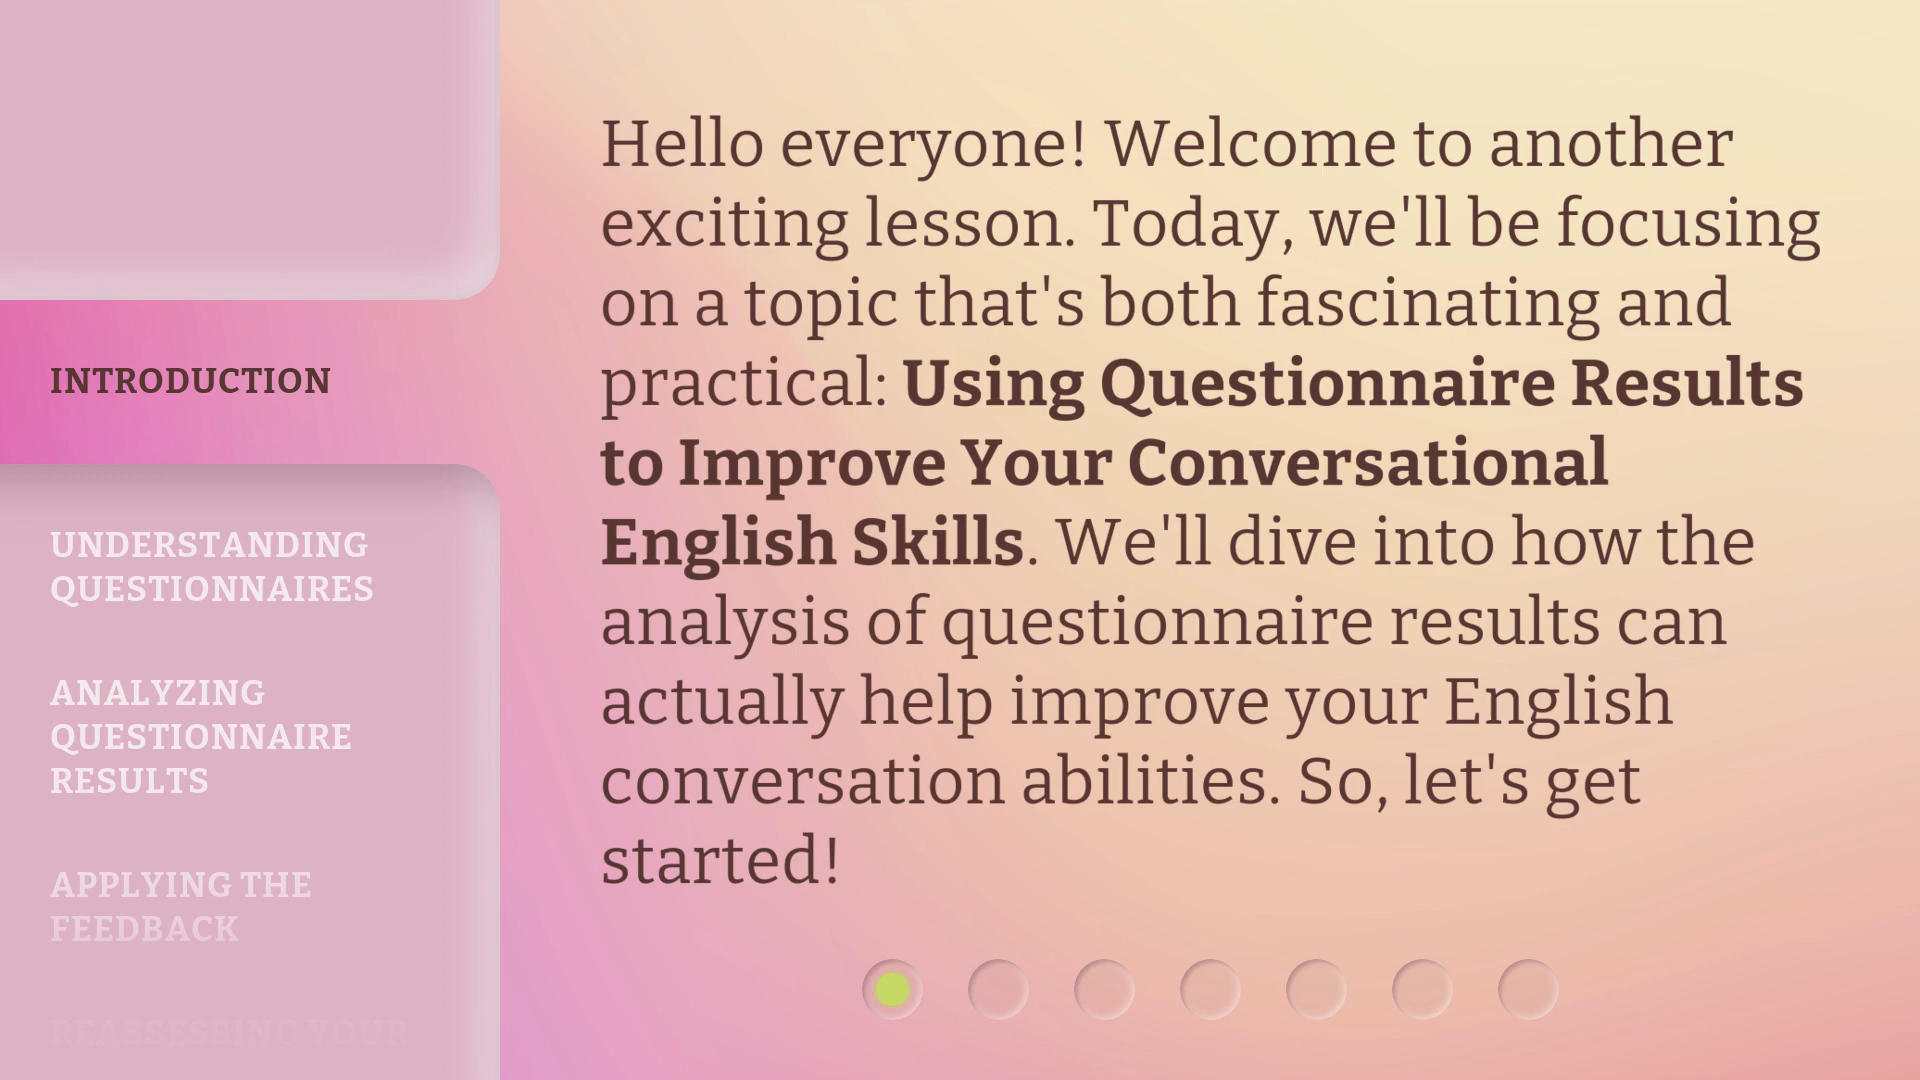 INTRODUCTION
UNDERSTANDING
QUESTIONNAIRES
ANALYZING
QUESTIONNAIRE
RESULTS
APPLYING THE
FEEDBACK
REASSESSING YOUR
Hello everyone! Welcome to another
exciting lesson. Today, we'll be focusing
on a topic that's both fascinating and
practical: Using Questionnaire Results
to Improve Your Conversational
English Skills. We'll dive into how the
analysis of questionnaire results can
actually help improve your English
conversation abilities. So, let's get
started!